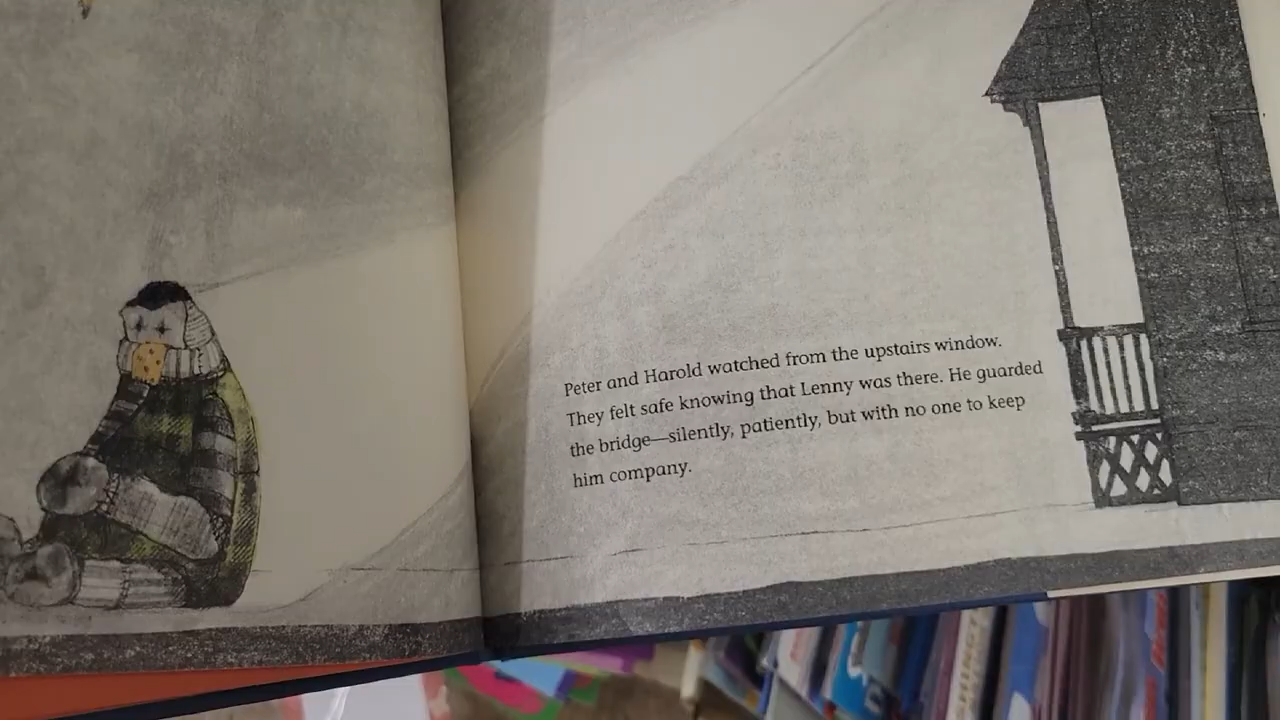 Peter and Harold watched from the upstairs window.
They felt safe knowing that Lenny was there. He guarded
the bridge—silently, patiently, but with no one to keep
him company.